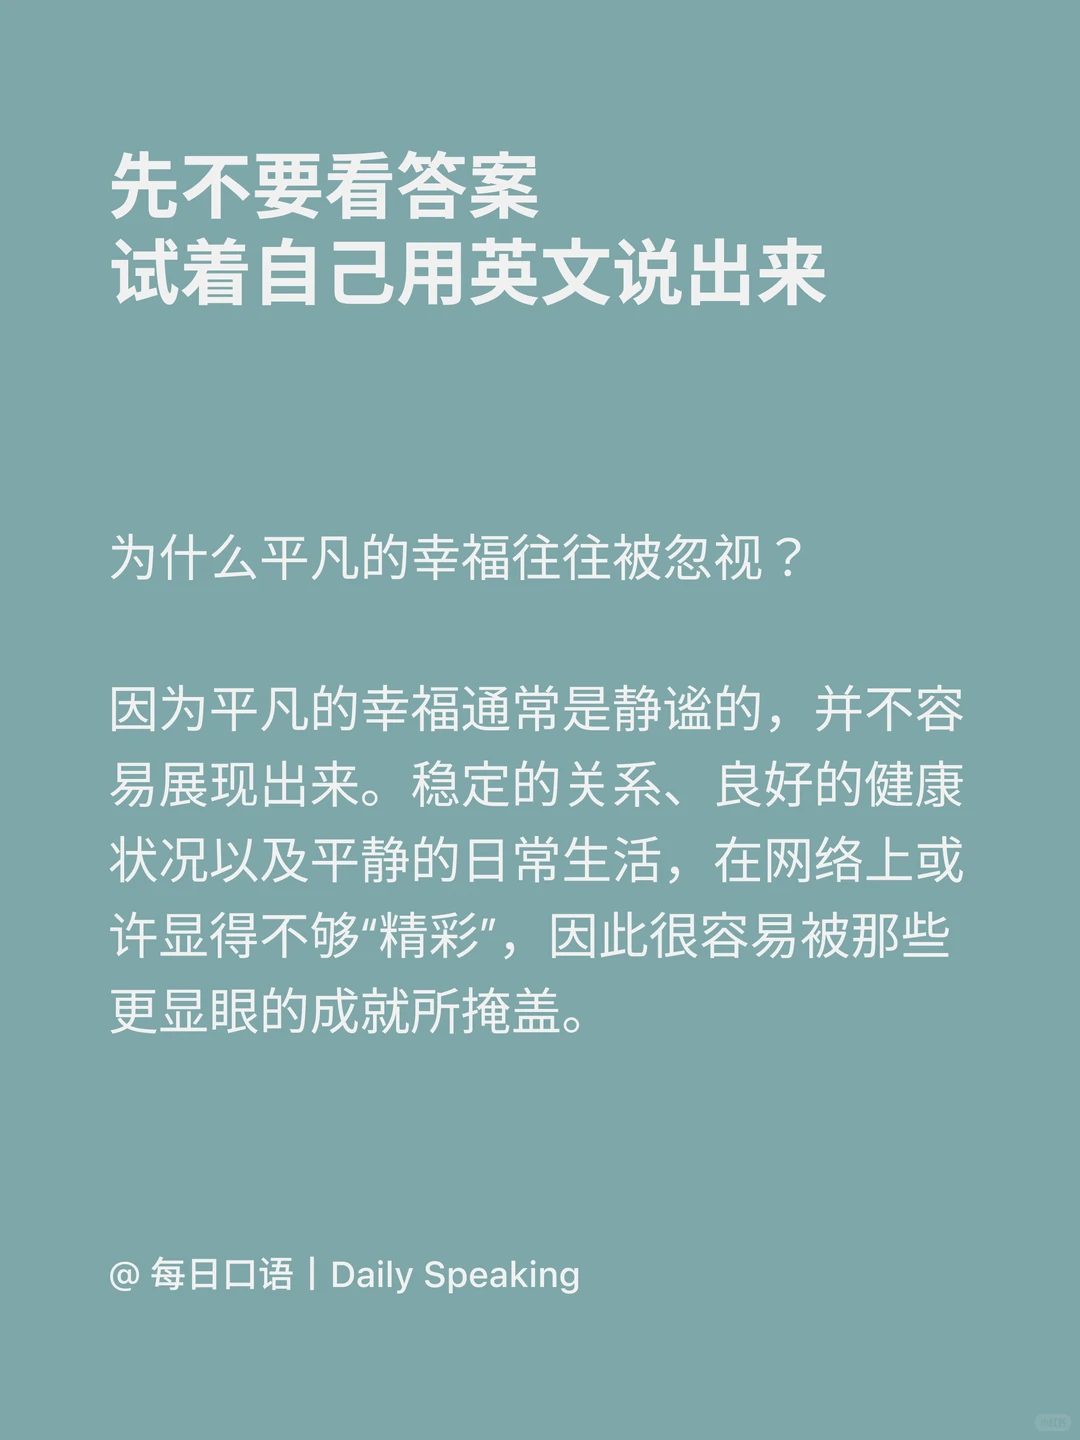 先不要看答案
试着自己用英文说出来
为什么平凡的幸福往往被忽视？
因为平凡的幸福通常是静谧的，并不容
易展现出来。稳定的关系、良好的健康
状况以及平静的日常生活，在网络上或
许显得不够“精彩”，因此很容易被那些
更显眼的成就所掩盖。
@ 每日口语丨Daily Speaking